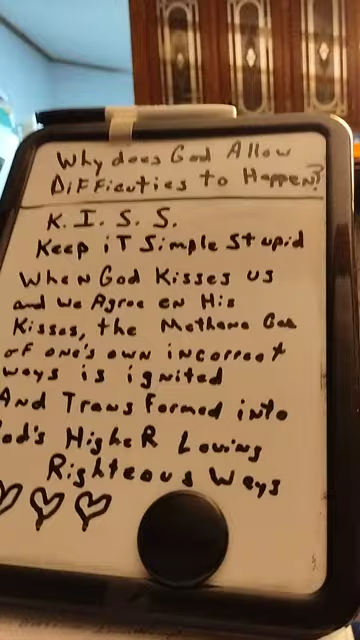 Why does God Allow
Difficuties to Happen?
K. I. S. S.
Keep iT Simple Stupid
When God Kisses us
and we Agree en His
Kisses, the Methane Gas
of one's own incorrect
ways is ignited
And Transformed into
God's HigheR Loving
Righteous Ways